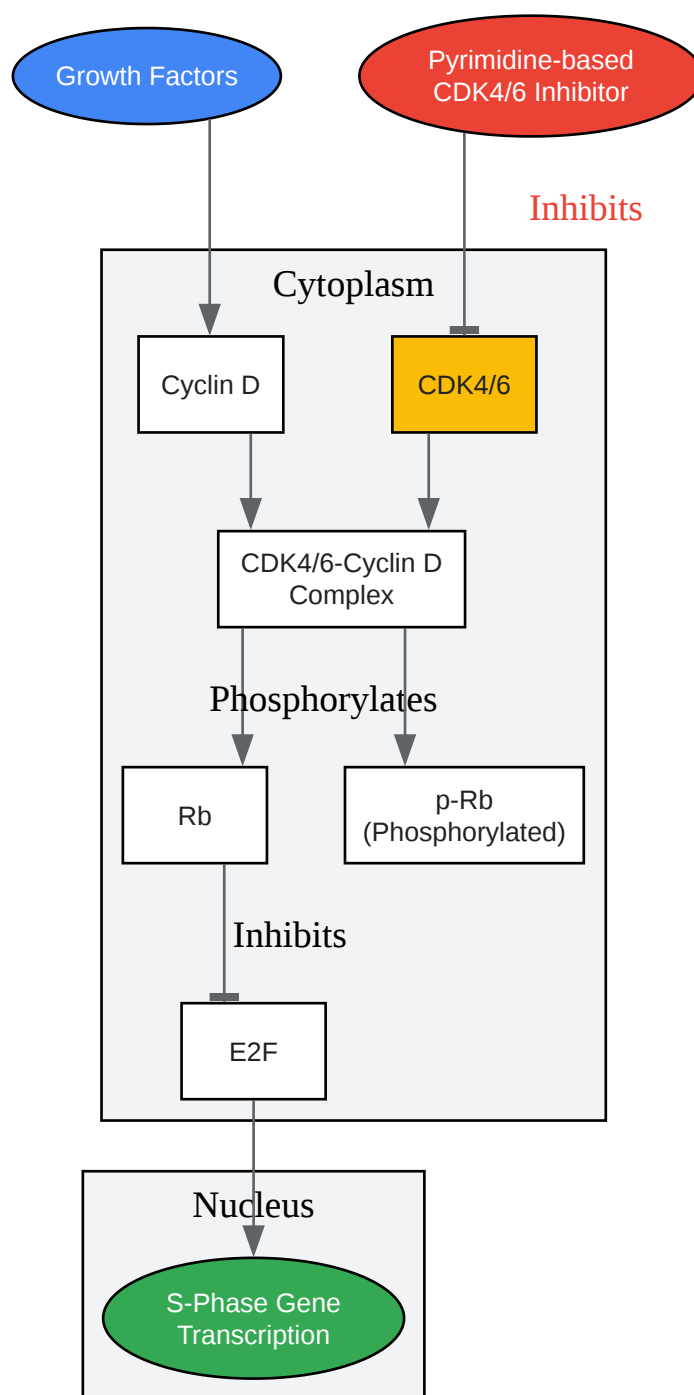 Growth Factors
Pyrimidine-based
CDK4/6 Inhibitor
Inhibits
Cytoplasm
Cyclin D
CDK4/6
CDK4/6-Cyclin D
Complex
Phosphorylates
Rb
p-Rb
(Phosphorylated)
Inhibits
E2F
Nucleus
S-Phase Gene
Transcription